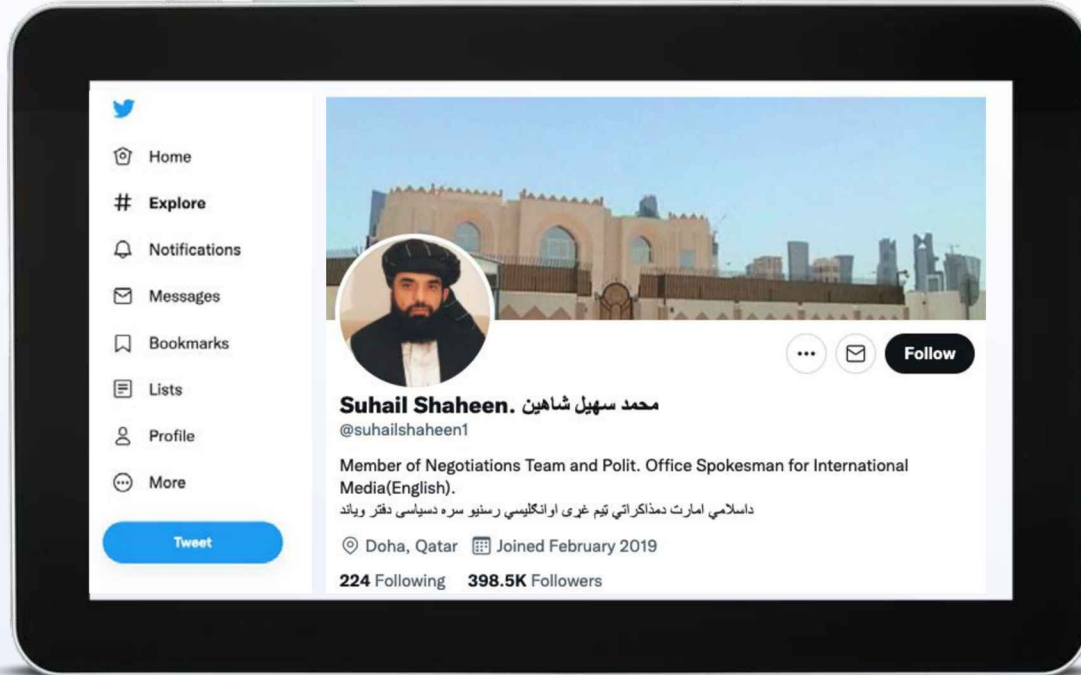 Home
Explore
Notifications
Messages
Bookmarks
Lists
Profile
More
Tweet
Follow
Suhail Shaheen. محمد سهیل شاهین
@suhailshaheen1
Member of Negotiations Team and Polit. Office Spokesman for International
Media(English).
داسلامي امارت دمذاکراتي ټیم غړی اوانګلیسي رسنیو سره دسیاسی دفتر ویاند
Doha, Qatar Joined February 2019
224 Following 398.5K Followers